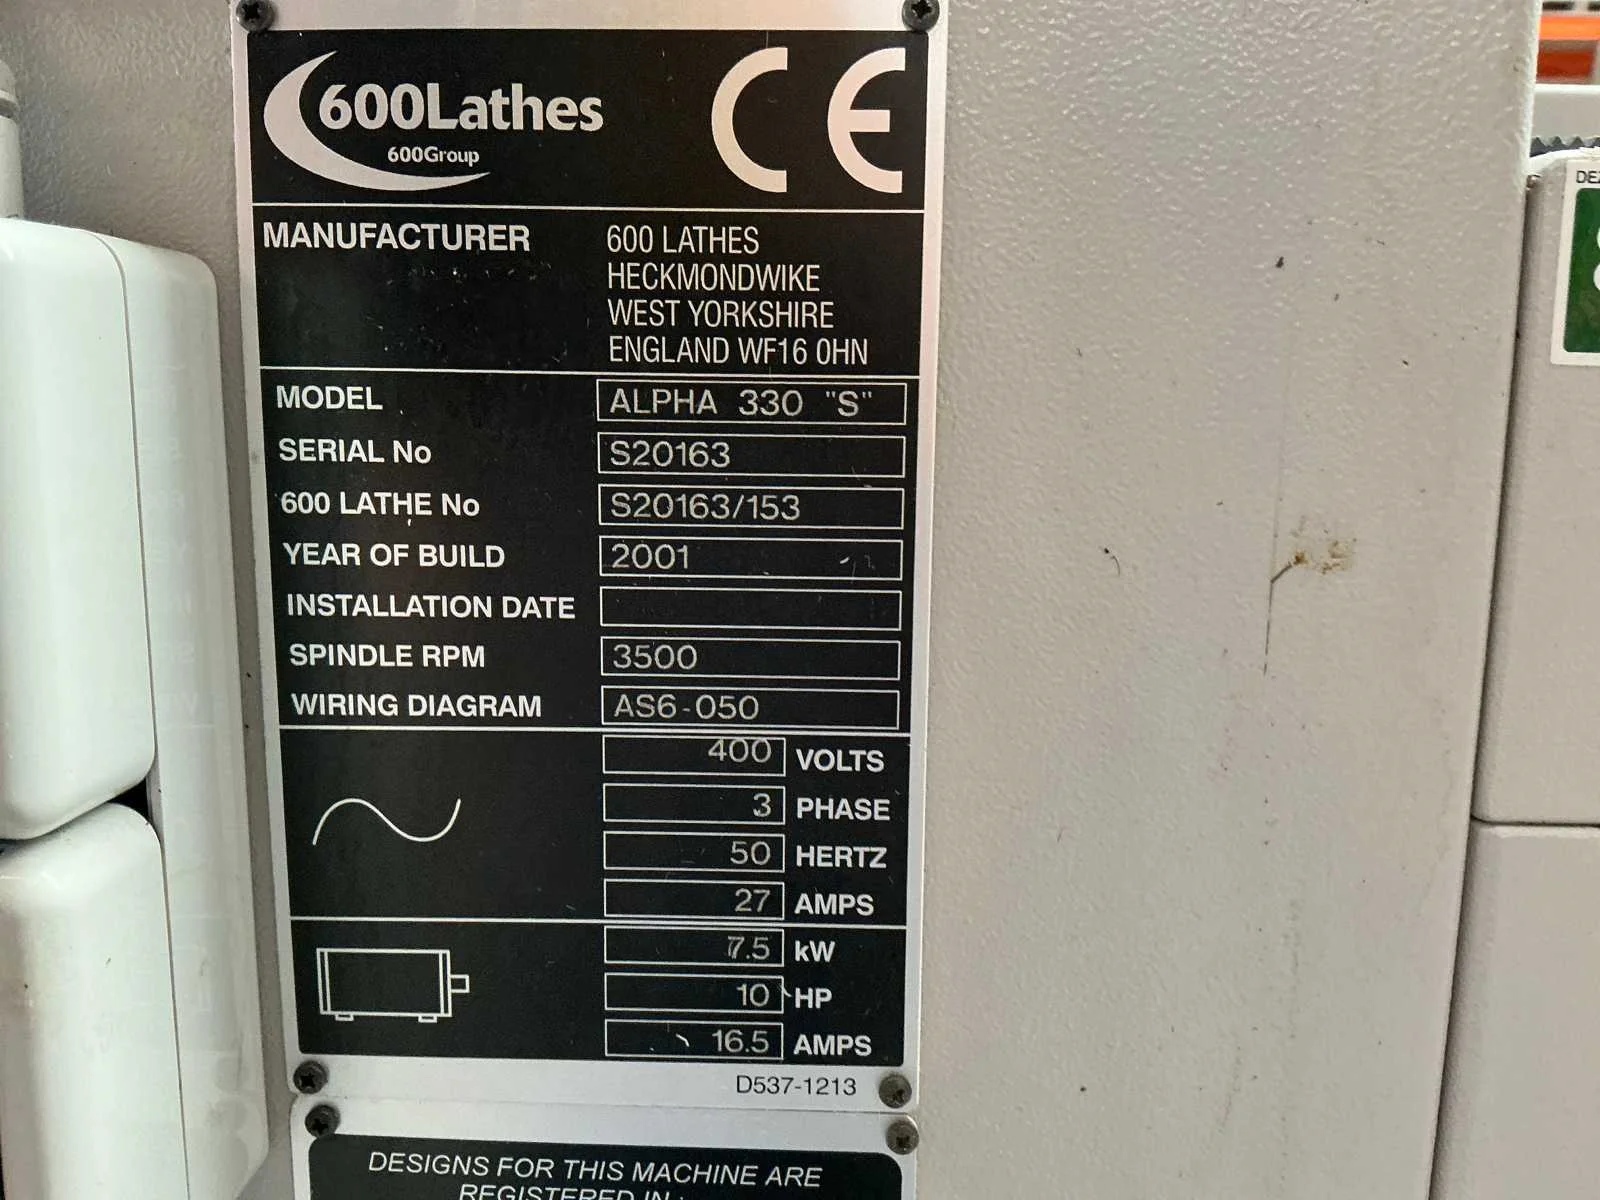 600Lathes
600Group
CE
MANUFACTURER
600 LATHES
HECKMONDWIKE
WEST YORKSHIRE
ENGLAND WF16 0HN
MODEL ALPHA 330 "S"
SERIAL No S20163
600 LATHE No S20163/153
YEAR OF BUILD 2001
INSTALLATION DATE
SPINDLE RPM 3500
WIRING DIAGRAM AS6-050
400 VOLTS
3 PHASE
50 HERTZ
27 AMPS
7.5 kW
10 HP
16.5 AMPS
D537-1213
DESIGNS FOR THIS MACHINE ARE
REGISTERED IN: